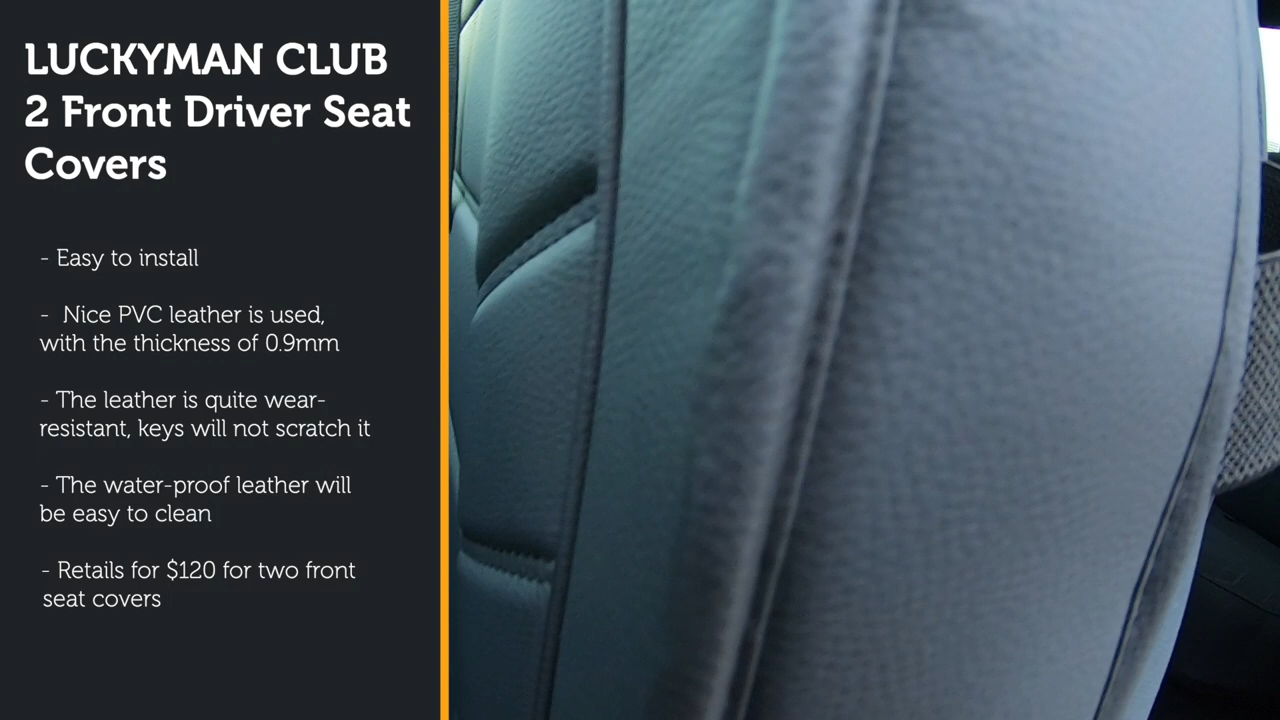 LUCKYMAN CLUB
2 Front Driver Seat
Covers
- Easy to install
- Nice PVC leather is used,
with the thickness of 0.9mm
- The leather is quite wear-
resistant, keys will not scratch it
- The water-proof leather will
be easy to clean
- Retails for $120 for two front
seat covers